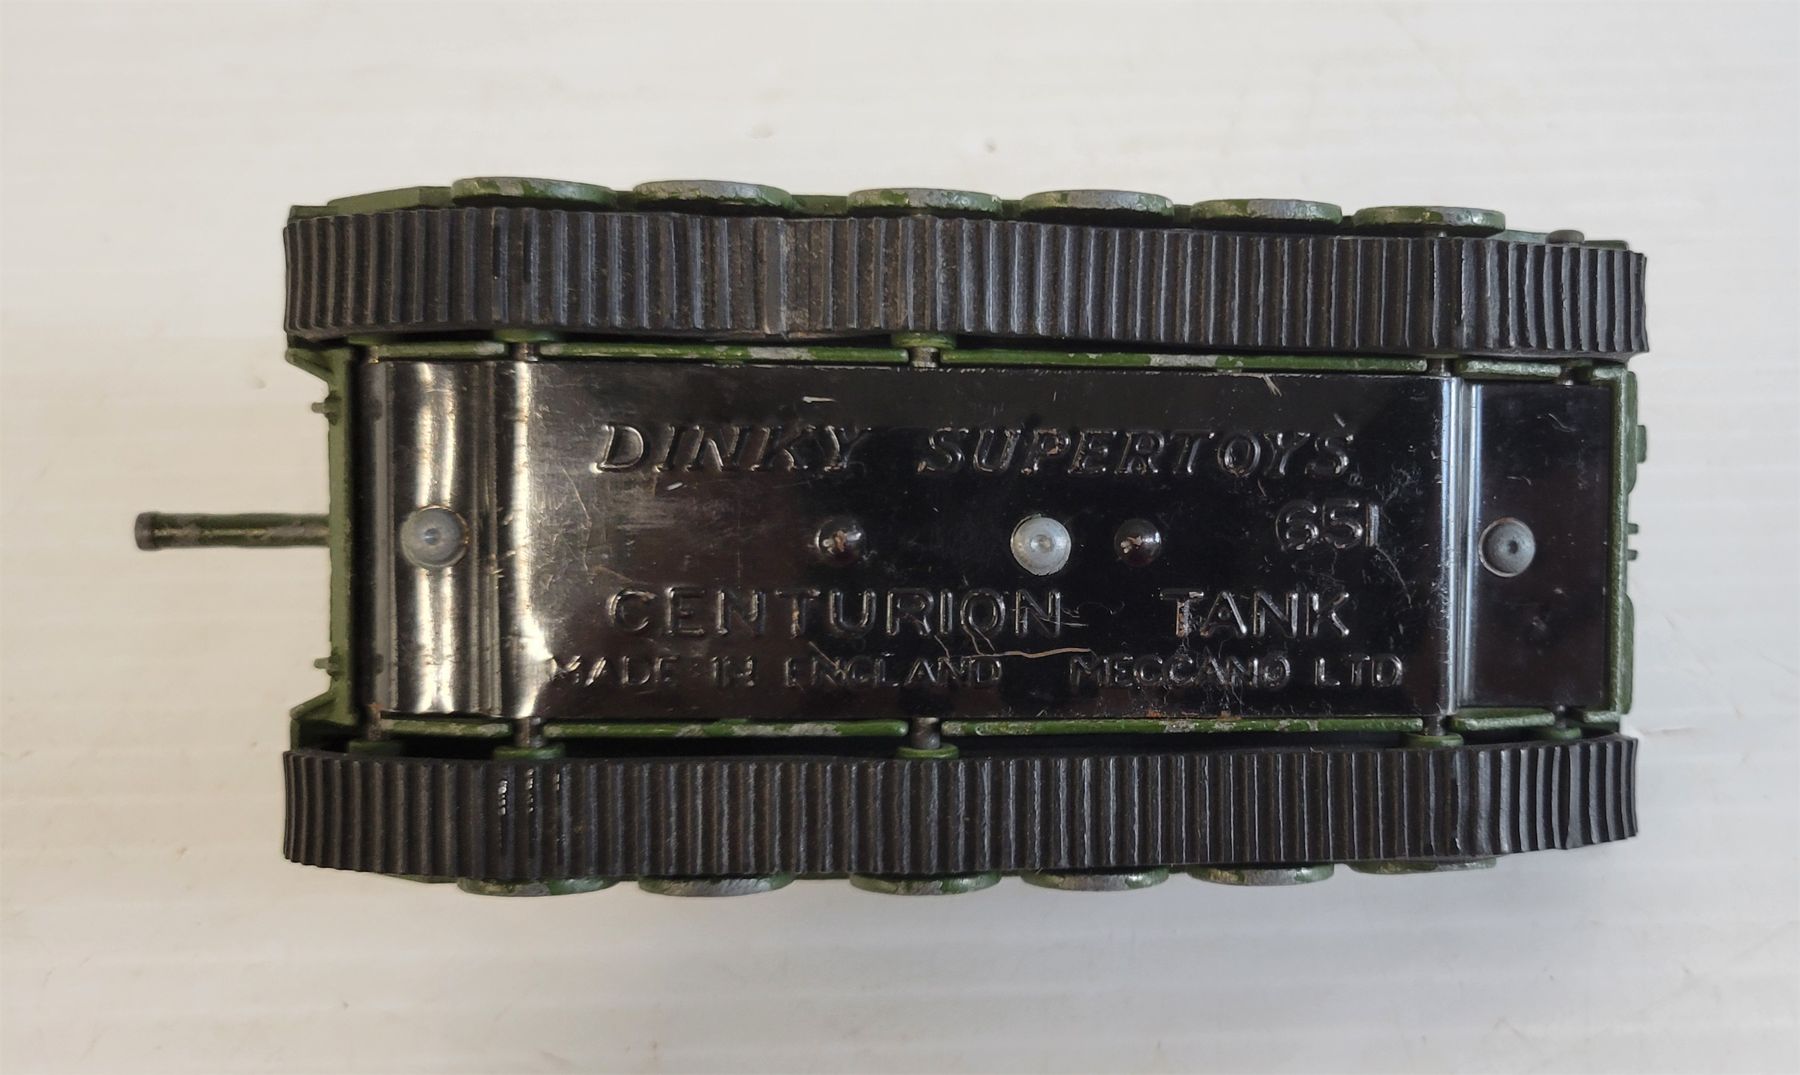 DINKY SUPERTOYS
651
CENTURION TANK
MADE IN ENGLAND MECCANO LTD